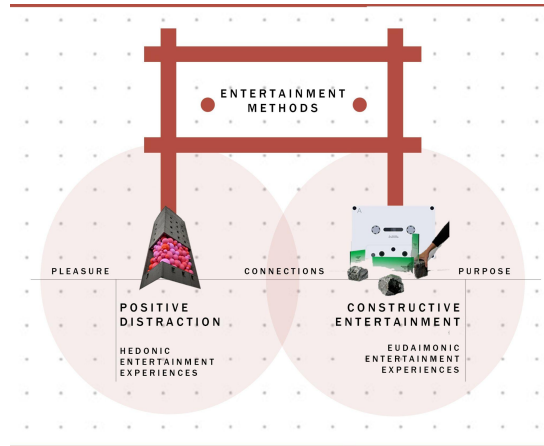 ENTERTAINMENT
METHODS
PLEASURE
CONNECTIONS
PURPOSE
POSITIVE
DISTRACTION
CONSTRUCTIVE
ENTERTAINMENT
HEDONIC
ENTERTAINMENT
EXPERIENCES
EUDAIMONIC
ENTERTAINMENT
EXPERIENCES